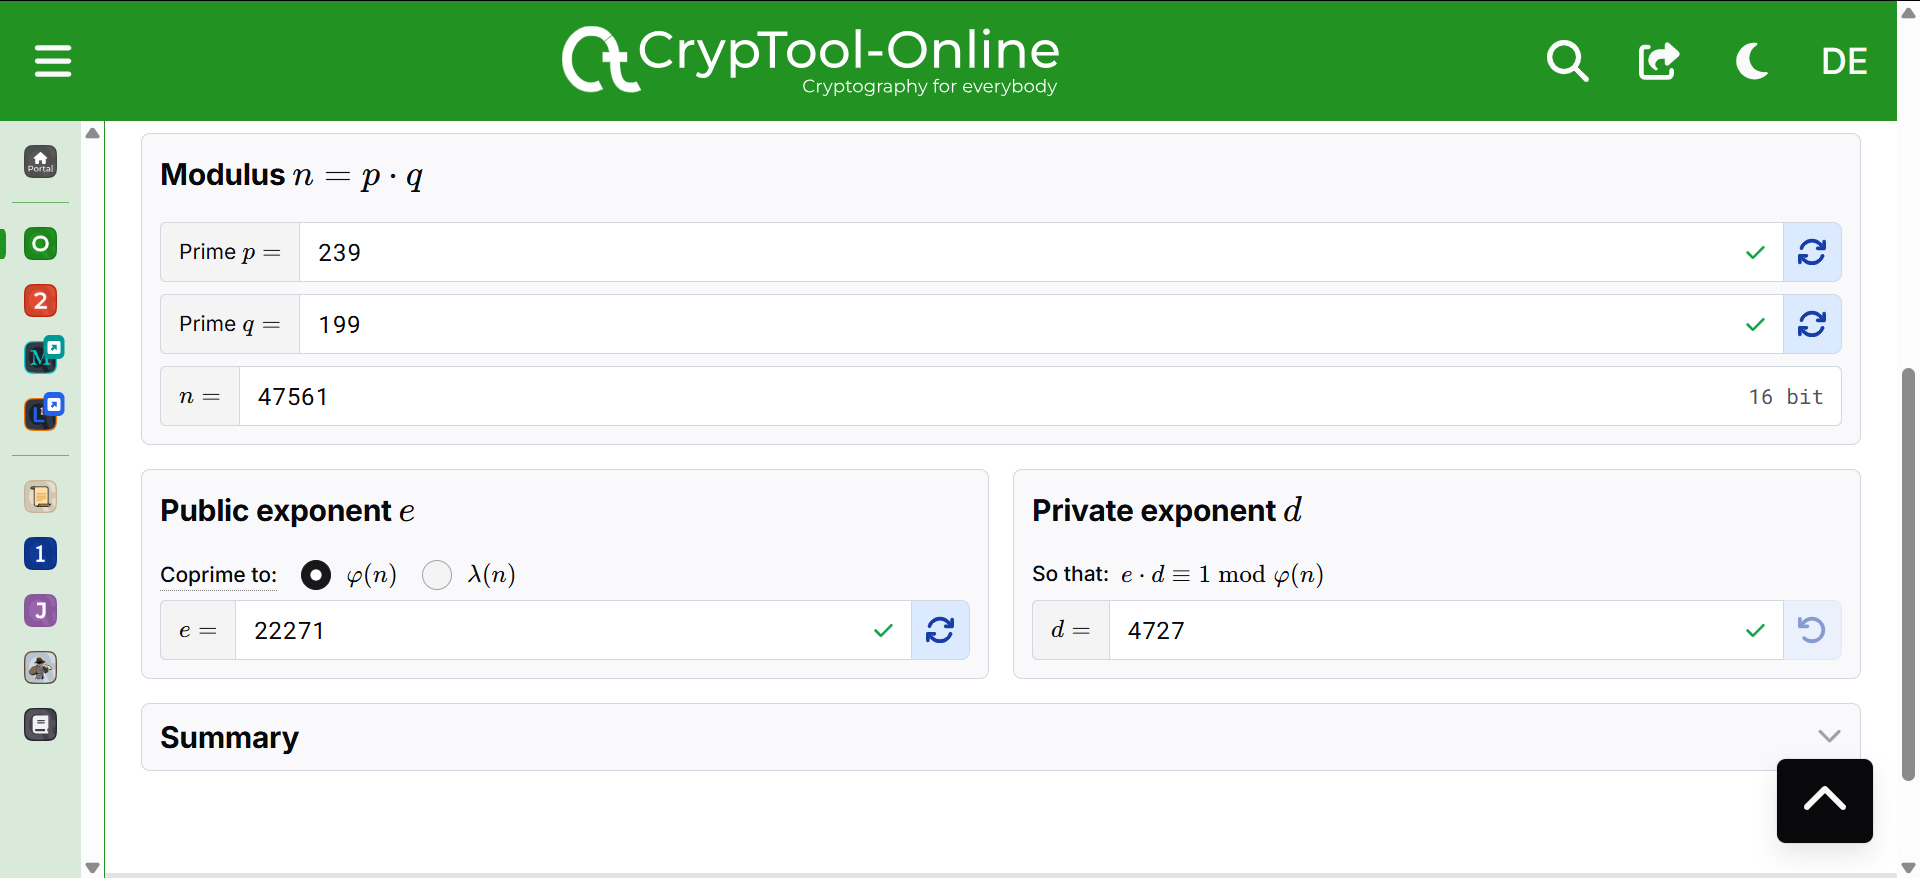 CrypTool-Online
Cryptography for everybody
DE
Portal
2
M
L
1
J
Modulus n = p · q
Prime p = 239
Prime q = 199
n = 47561 16 bit
Public exponent e
Coprime to: φ(n) λ(n)
e = 22271
Private exponent d
So that: e · d ≡ 1 mod φ(n)
d = 4727
Summary